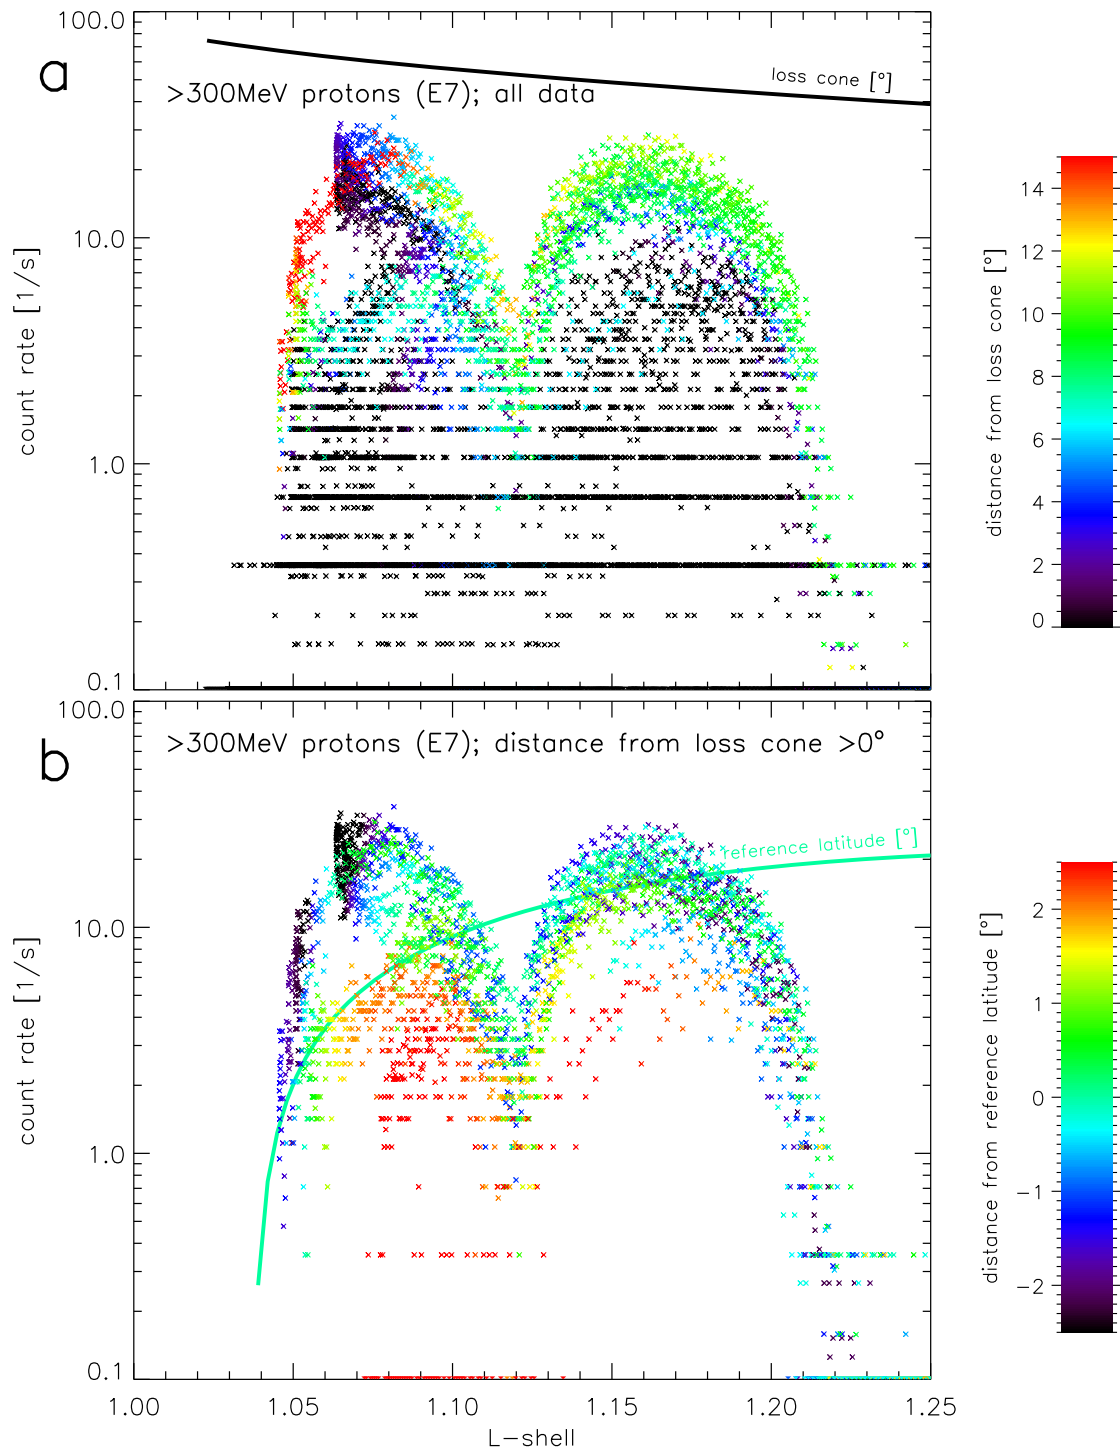 100.0
a
loss cone [°]
>300MeV protons (E7); all data
14
12
10.0
10
count rate [1/s]
distance from loss cone [°]
8
6
1.0
4
2
0
0.1
100.0
b
>300MeV protons (E7); distance from loss cone >0°
reference latitude [°]
2
10.0
1
count rate [1/s]
distance from reference latitude [°]
0
1.0
−1
−2
0.1
1.00 1.05 1.10 1.15 1.20 1.25
L−shell